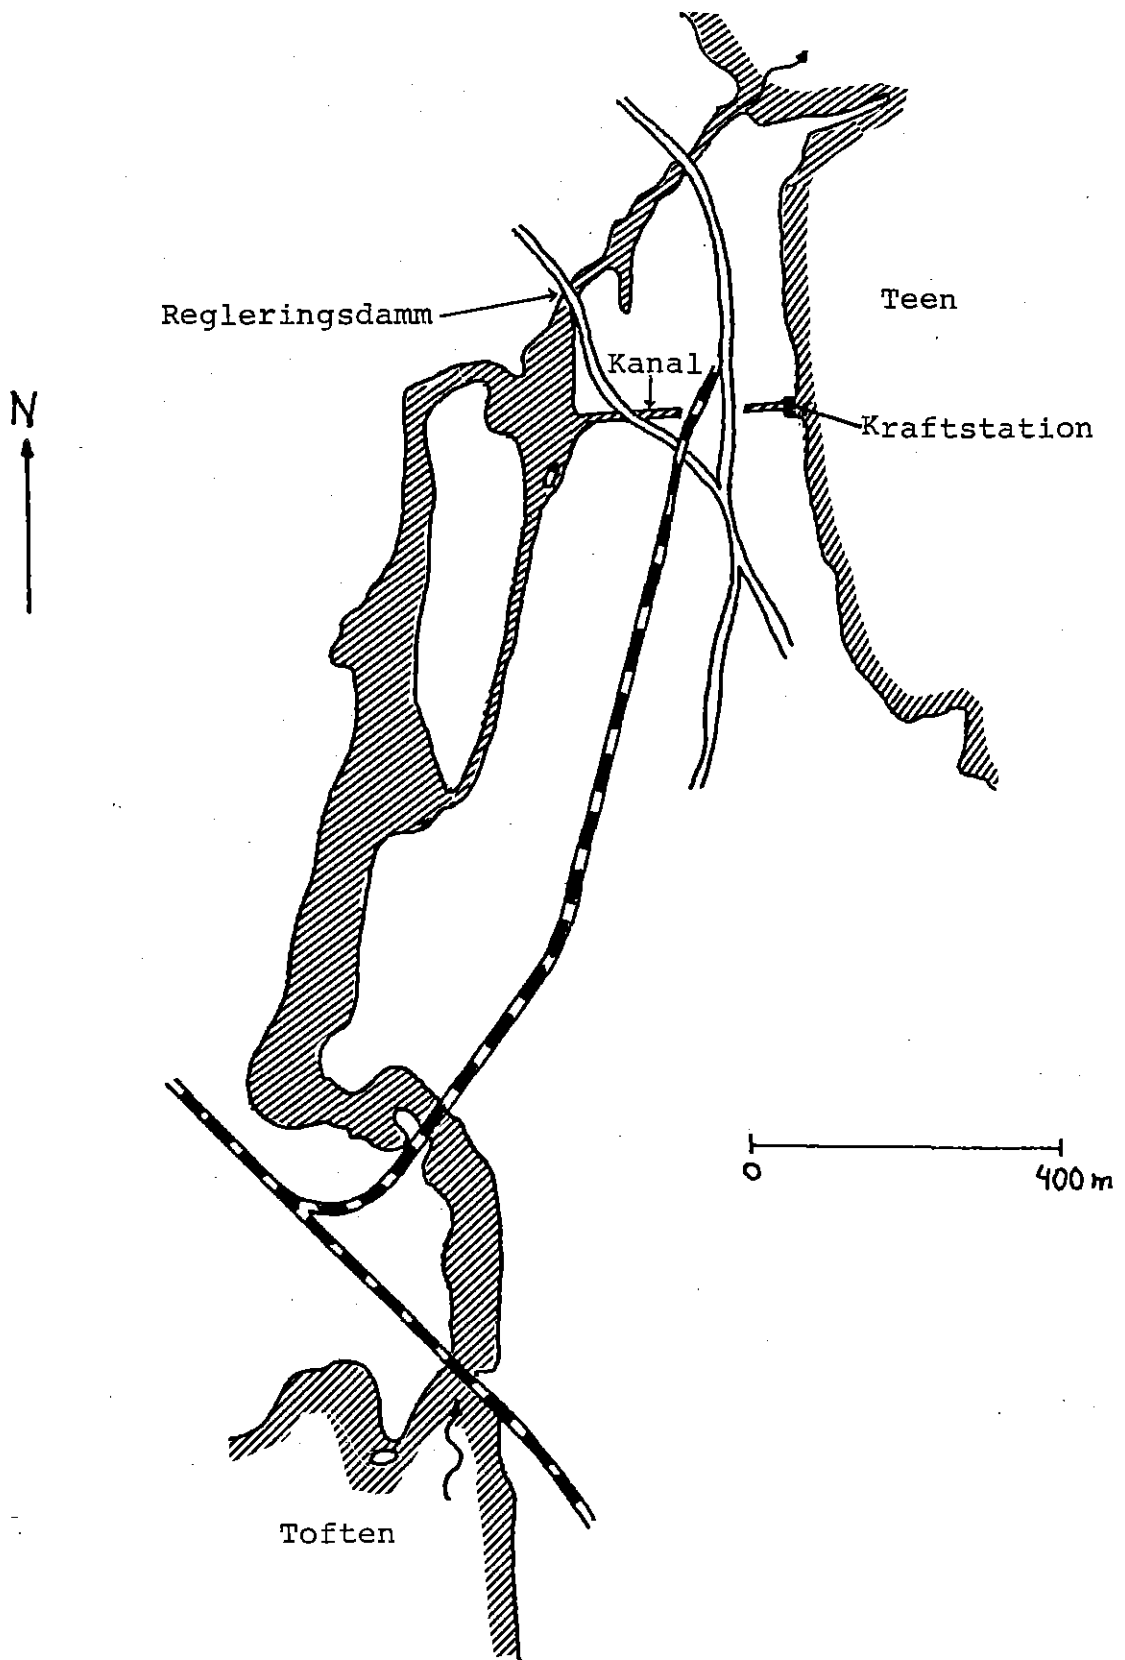 Regleringsdamm
Teen
Kanal
N
Kraftstation
0
400 m
Toften